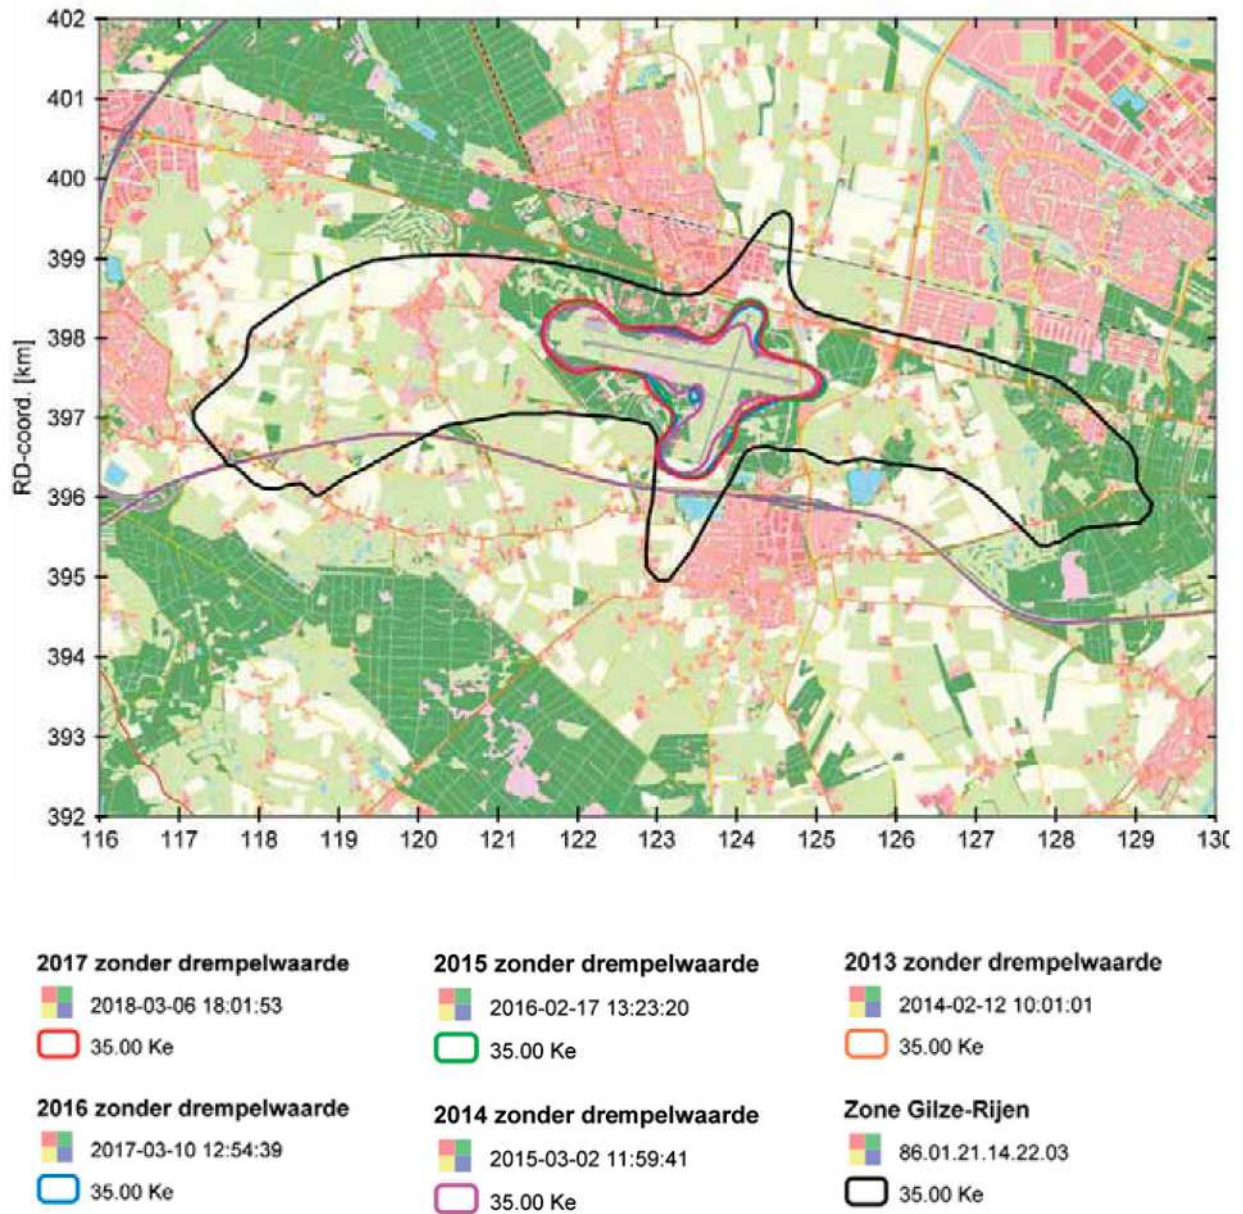 402
401
400
399
398
397
396
395
394
393
392
RD-coord. [km]
116 117 118 119 120 121 122 123 124 125 126 127 128 129 130
2017 zonder drempelwaarde
2018-03-06 18:01:53
35.00 Ke
2015 zonder drempelwaarde
2016-02-17 13:23:20
35.00 Ke
2013 zonder drempelwaarde
2014-02-12 10:01:01
35.00 Ke
2016 zonder drempelwaarde
2017-03-10 12:54:39
35.00 Ke
2014 zonder drempelwaarde
2015-03-02 11:59:41
35.00 Ke
Zone Gilze-Rijen
86.01.21.14.22.03
35.00 Ke